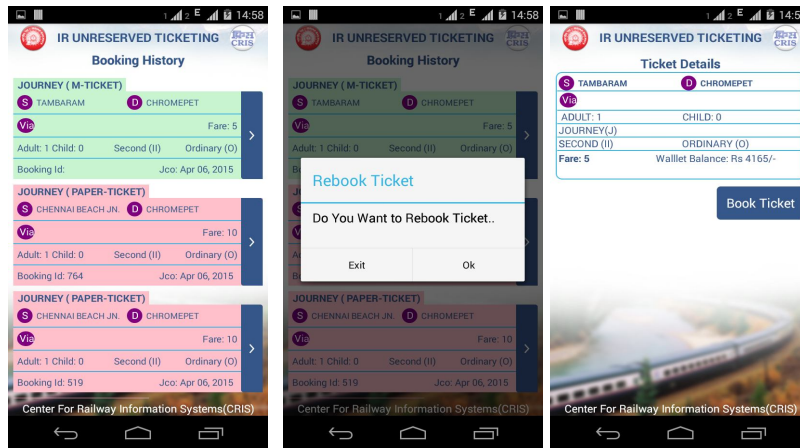 1 2 E 14:58
IR UNRESERVED TICKETING
CRIS
Booking History
JOURNEY ( M-TICKET)
S TAMBARAM D CHROMEPET
Via Fare: 5
Adult: 1 Child: 0 Second (II) Ordinary (O)
Booking Id: Jco: Apr 06, 2015
JOURNEY ( PAPER-TICKET)
S CHENNAI BEACH JN. D CHROMEPET
Via Fare: 10
Adult: 1 Child: 0 Second (II) Ordinary (O)
Booking Id: 764 Jco: Apr 06, 2015
JOURNEY ( PAPER-TICKET)
S CHENNAI BEACH JN. D CHROMEPET
Via Fare: 10
Adult: 1 Child: 0 Second (II) Ordinary (O)
Booking Id: 519 Jco: Apr 06, 2015
Center For Railway Information Systems(CRIS)
1 2 E 14:58
IR UNRESERVED TICKETING
CRIS
Booking History
JOURNEY ( M-TICKET)
S TAMBARAM D CHROMEPET
Via Fare: 5
Adult: 1 Child: 0 Second (II) Ordinary (O)
Rebook Ticket
Do You Want to Rebook Ticket..
Exit Ok
JOURNEY ( PAPER-TICKET)
S CHENNAI BEACH JN. D CHROMEPET
Via Fare: 10
Adult: 1 Child: 0 Second (II) Ordinary (O)
Booking Id: 519 Jco: Apr 06, 2015
Center For Railway Information Systems(CRIS)
1 2 E 14:5
IR UNRESERVED TICKETING
CRIS
Ticket Details
S TAMBARAM D CHROMEPET
Via
ADULT: 1 CHILD: 0
JOURNEY(J)
SECOND (II) ORDINARY (O)
Fare: 5 Walllet Balance: Rs 4165/-
Book Ticket
Center For Railway Information Systems(CRIS)